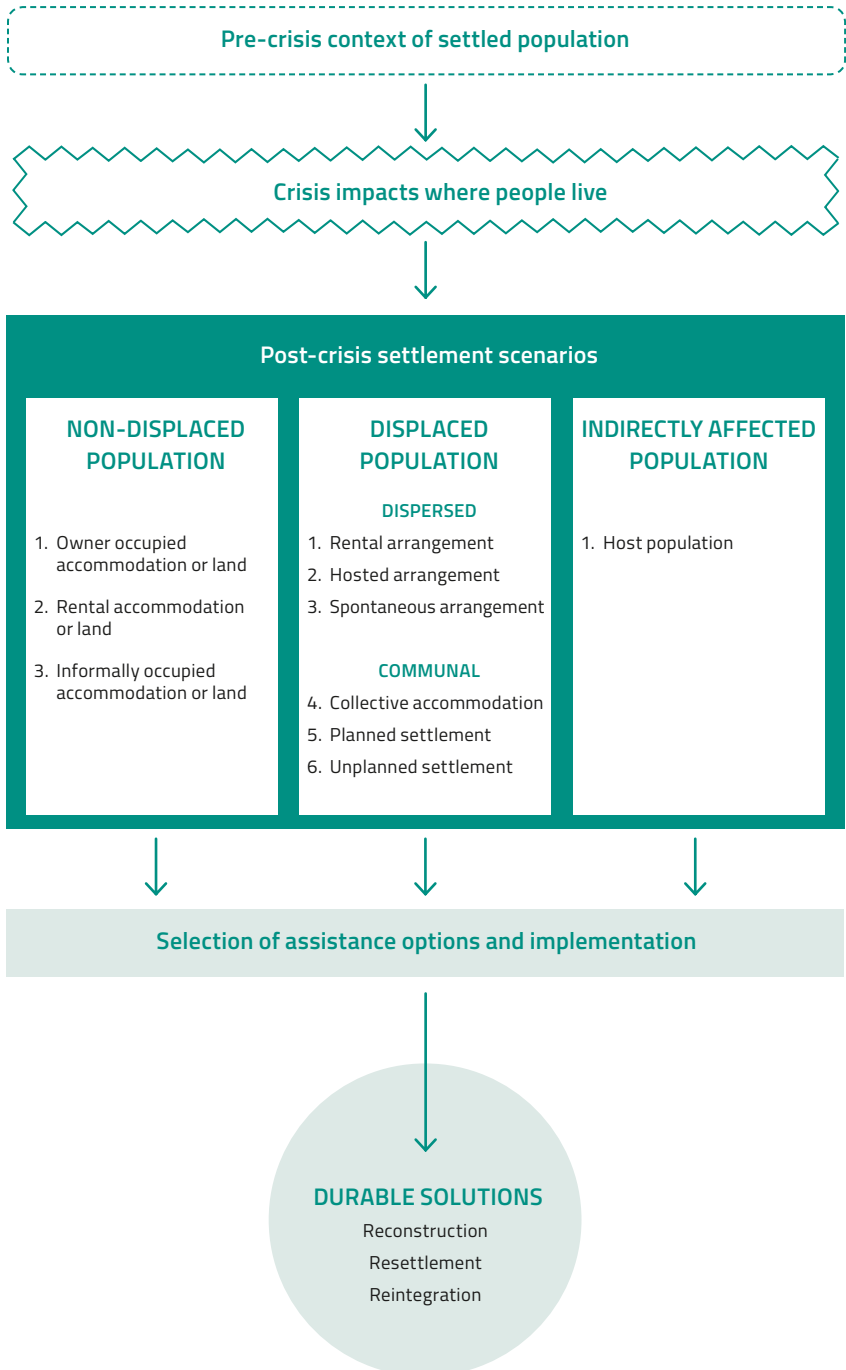 Pre-crisis context of settled population
Crisis impacts where people live
Post-crisis settlement scenarios
NON-DISPLACED
POPULATION
1. Owner occupied
accommodation or land
2. Rental accommodation
or land
3. Informally occupied
accommodation or land
DISPLACED
POPULATION
DISPERSED
1. Rental arrangement
2. Hosted arrangement
3. Spontaneous arrangement
COMMUNAL
4. Collective accommodation
5. Planned settlement
6. Unplanned settlement
INDIRECTLY AFFECTED
POPULATION
1. Host population
Selection of assistance options and implementation
DURABLE SOLUTIONS
Reconstruction
Resettlement
Reintegration